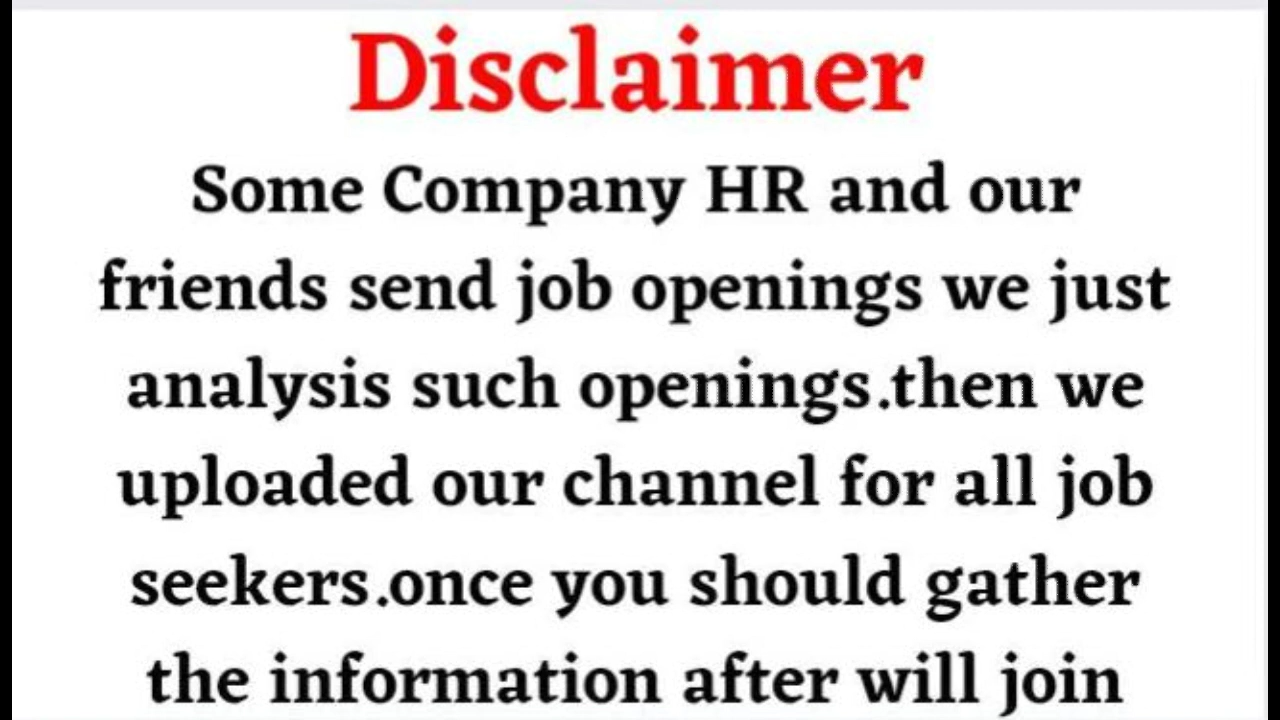 Disclaimer
Some Company HR and our
friends send job openings we just
analysis such openings.then we
uploaded our channel for all job
seekers.once you should gather
the information after will join